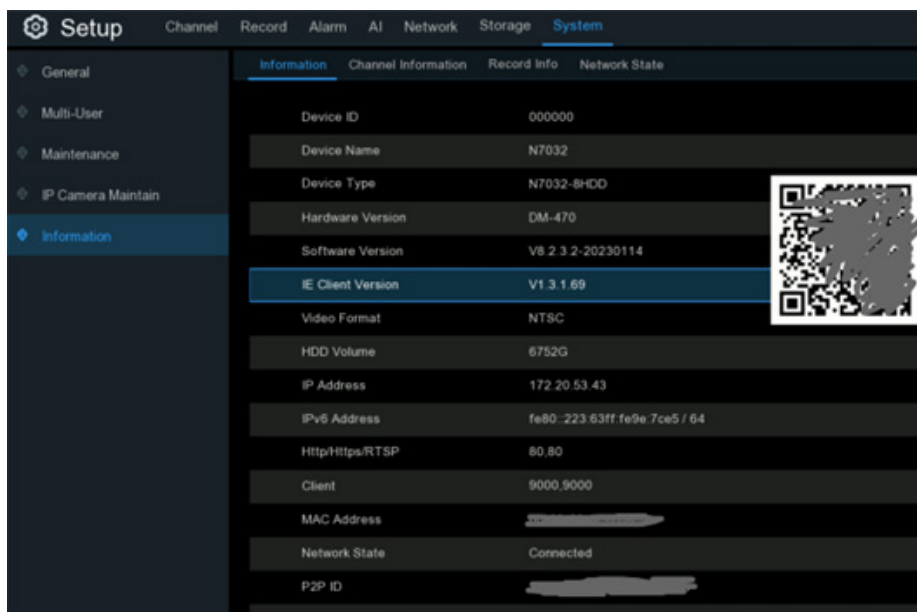 Setup Channel Record Alarm AI Network Storage System
Information Channel Information Record Info Network State
General
Multi-User
Maintenance
IP Camera Maintain
Information
Device ID 000000
Device Name N7032
Device Type N7032-8HDD
Hardware Version DM-470
Software Version V8.2.3.2-20230114
IE Client Version V1.3.1.69
Video Format NTSC
HDD Volume 6752G
IP Address 172.20.53.43
IPv6 Address fe80::223:63ff:fe9e:7ce5 / 64
Http/Https/RTSP 80,80
Client 9000,9000
MAC Address
Network State Connected
P2P ID